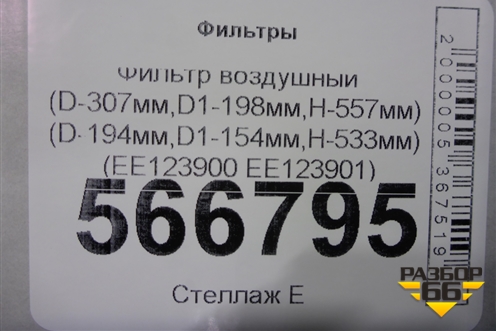 Фильтры
Фильтр воздушный
(D-307мм,D1-198мм,H-557мм)
(D-194мм,D1-154мм,H-533мм)
(EE123900 EE123901)
566795
Стеллаж Е
2000005367519
РАЗБОР
66